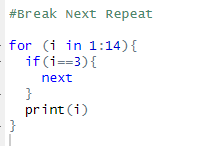 #Break Next Repeat
for (i in 1:14){
if(i==3){
next
}
print(i)
}